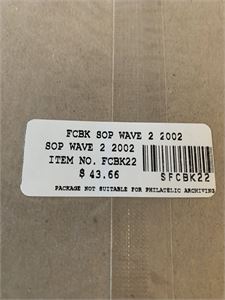 FCBK SOP WAVE 2 2002
SOP WAVE 2 2002
ITEM NO. FCBK22
$ 43.66
SFCBK22
PACKAGE NOT SUITABLE FOR PHILATELIC ARCHIVING